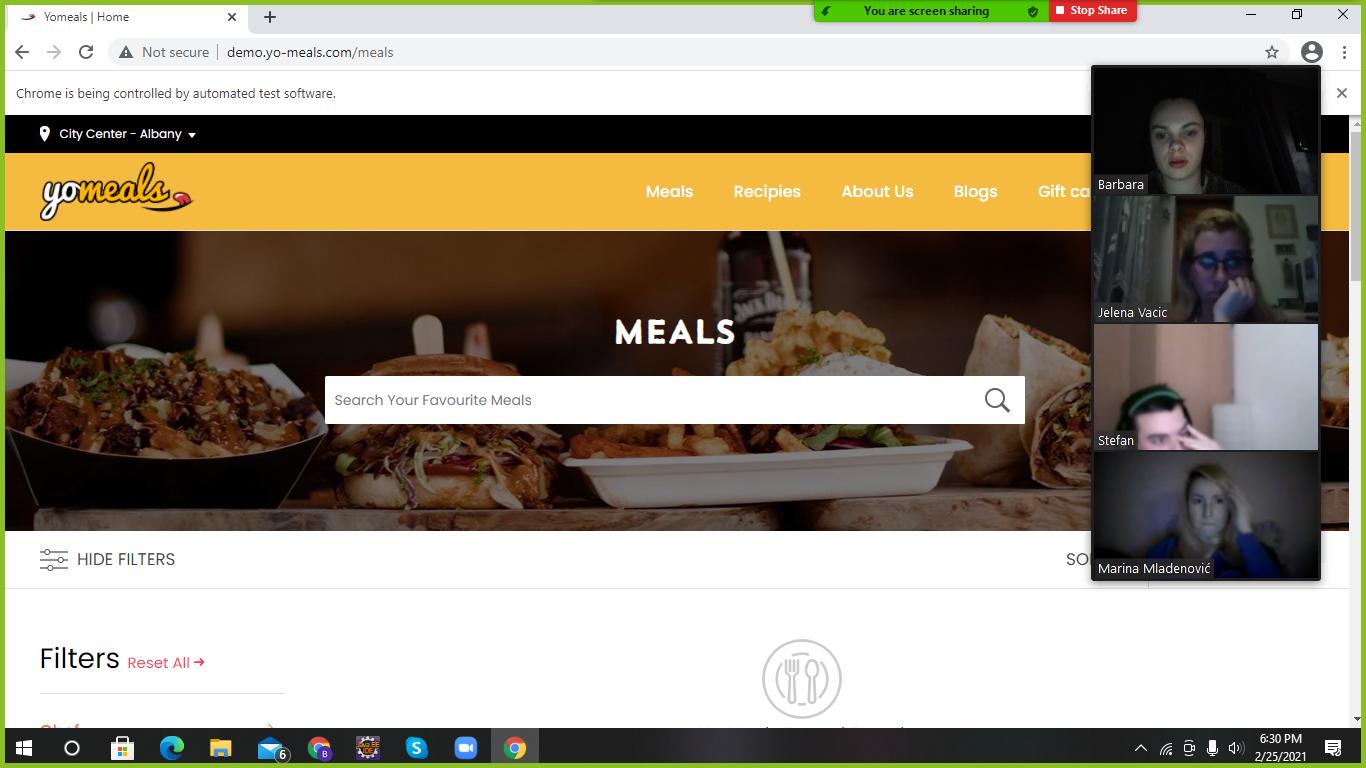 Yomeals | Home
You are screen sharing
Stop Share
Not secure
demo.yo-meals.com/meals
Chrome is being controlled by automated test software.
City Center - Albany
yomeals
Meals
Recipies
About Us
Blogs
Gift ca
Barbara
Jelena Vacic
Stefan
Marina Mladenović
MEALS
Search Your Favourite Meals
HIDE FILTERS
SO
Filters
Reset All
6
B
6:30 PM
2/25/2021